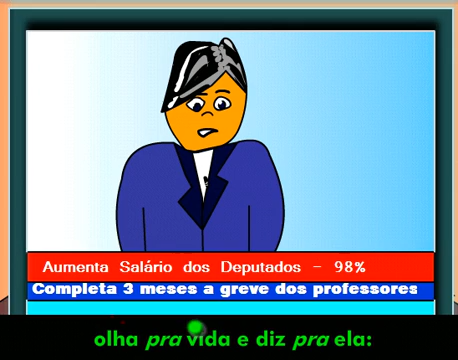 Aumenta Salário dos Deputados - 98%
Completa 3 meses a greve dos professores
olha pra vida e diz pra ela: